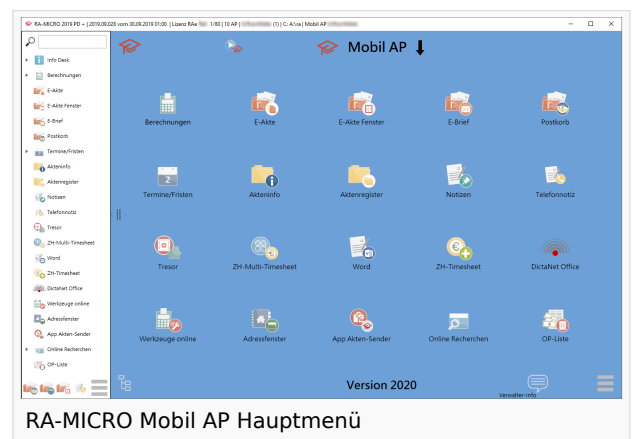 RA-MICRO 2019 PD + | 2019.09.028 vom 30.09.2019 01:00 | Lizenz RAe 1/80 | 10 AP | (1) | C: A:\ra | Mobil AP
Mobil AP
Info Desk
Berechnungen
E-Akte
E-Akte Fenster
E-Brief
Postkorb
Termine/Fristen
Akteninfo
Aktenregister
Notizen
Telefonnotiz
Tresor
ZH-Multi-Timesheet
Word
ZH-Timesheet
DictaNet Office
Werkzeuge online
Adressfenster
App Akten-Sender
Online Recherchen
OP-Liste
Berechnungen E-Akte E-Akte Fenster E-Brief Postkorb
2
Termine/Fristen Akteninfo Aktenregister Notizen Telefonnotiz
Tresor ZH-Multi-Timesheet Word ZH-Timesheet DictaNet Office
Werkzeuge online Adressfenster App Akten-Sender Online Recherchen OP-Liste
Version 2020
Verwalter-Info
RA-MICRO Mobil AP Hauptmenü